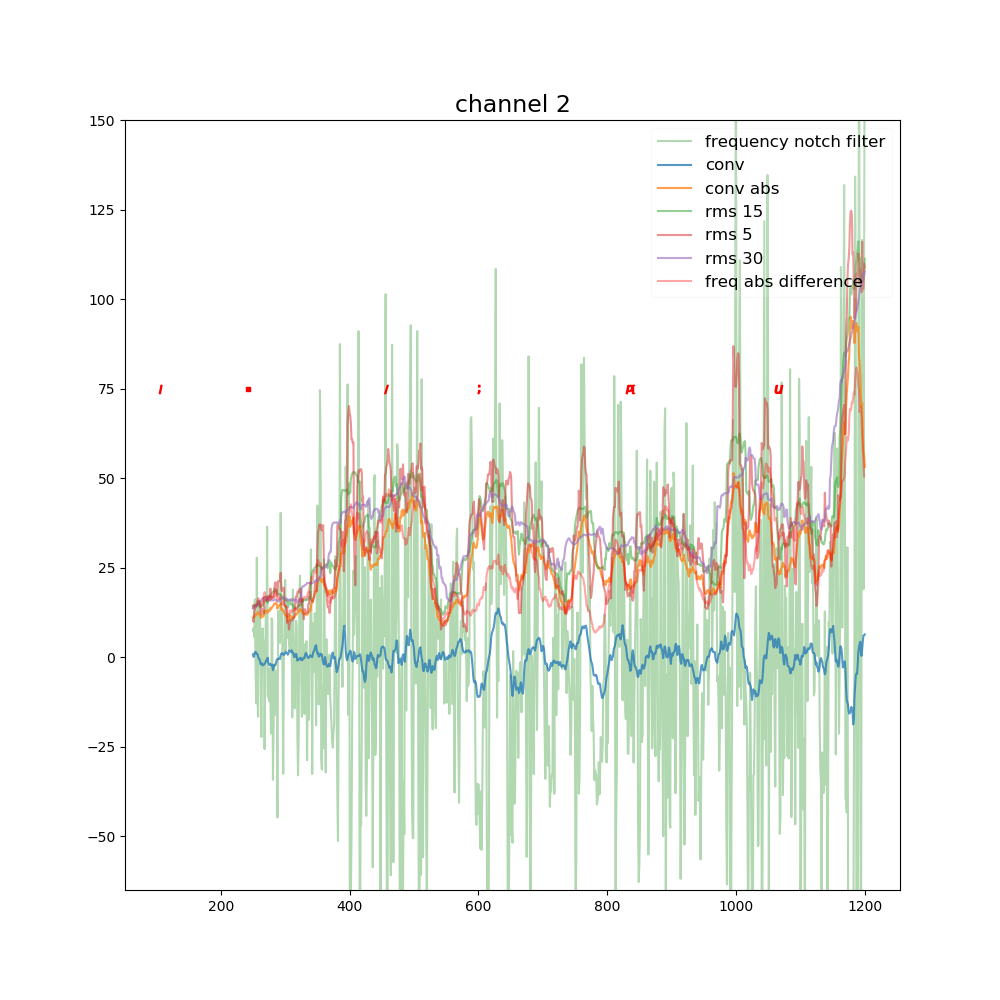 channel 2
150
125
100
75
50
25
0
−25
−50
frequency notch filter
conv
conv abs
rms 15
rms 5
rms 30
freq abs difference
ı . ; u
200 400 600 800 1000 1200